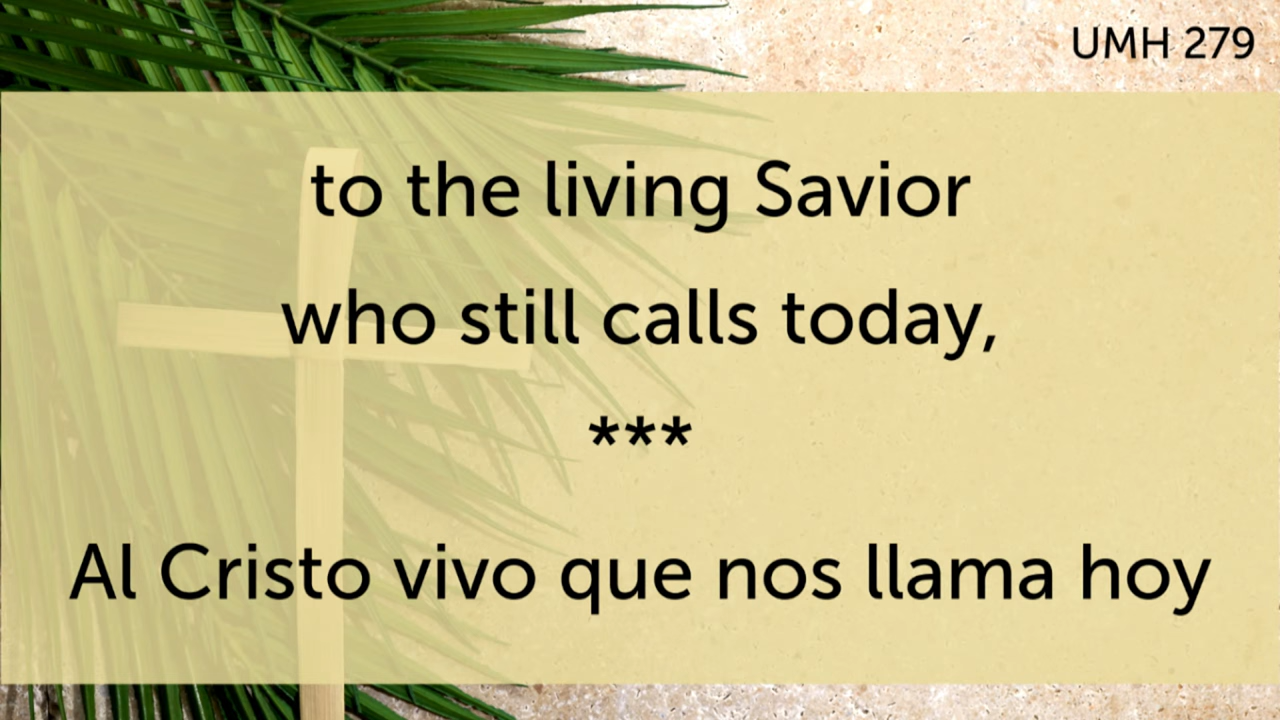 UMH 279
to the living Savior
who still calls today,
***
Al Cristo vivo que nos llama hoy